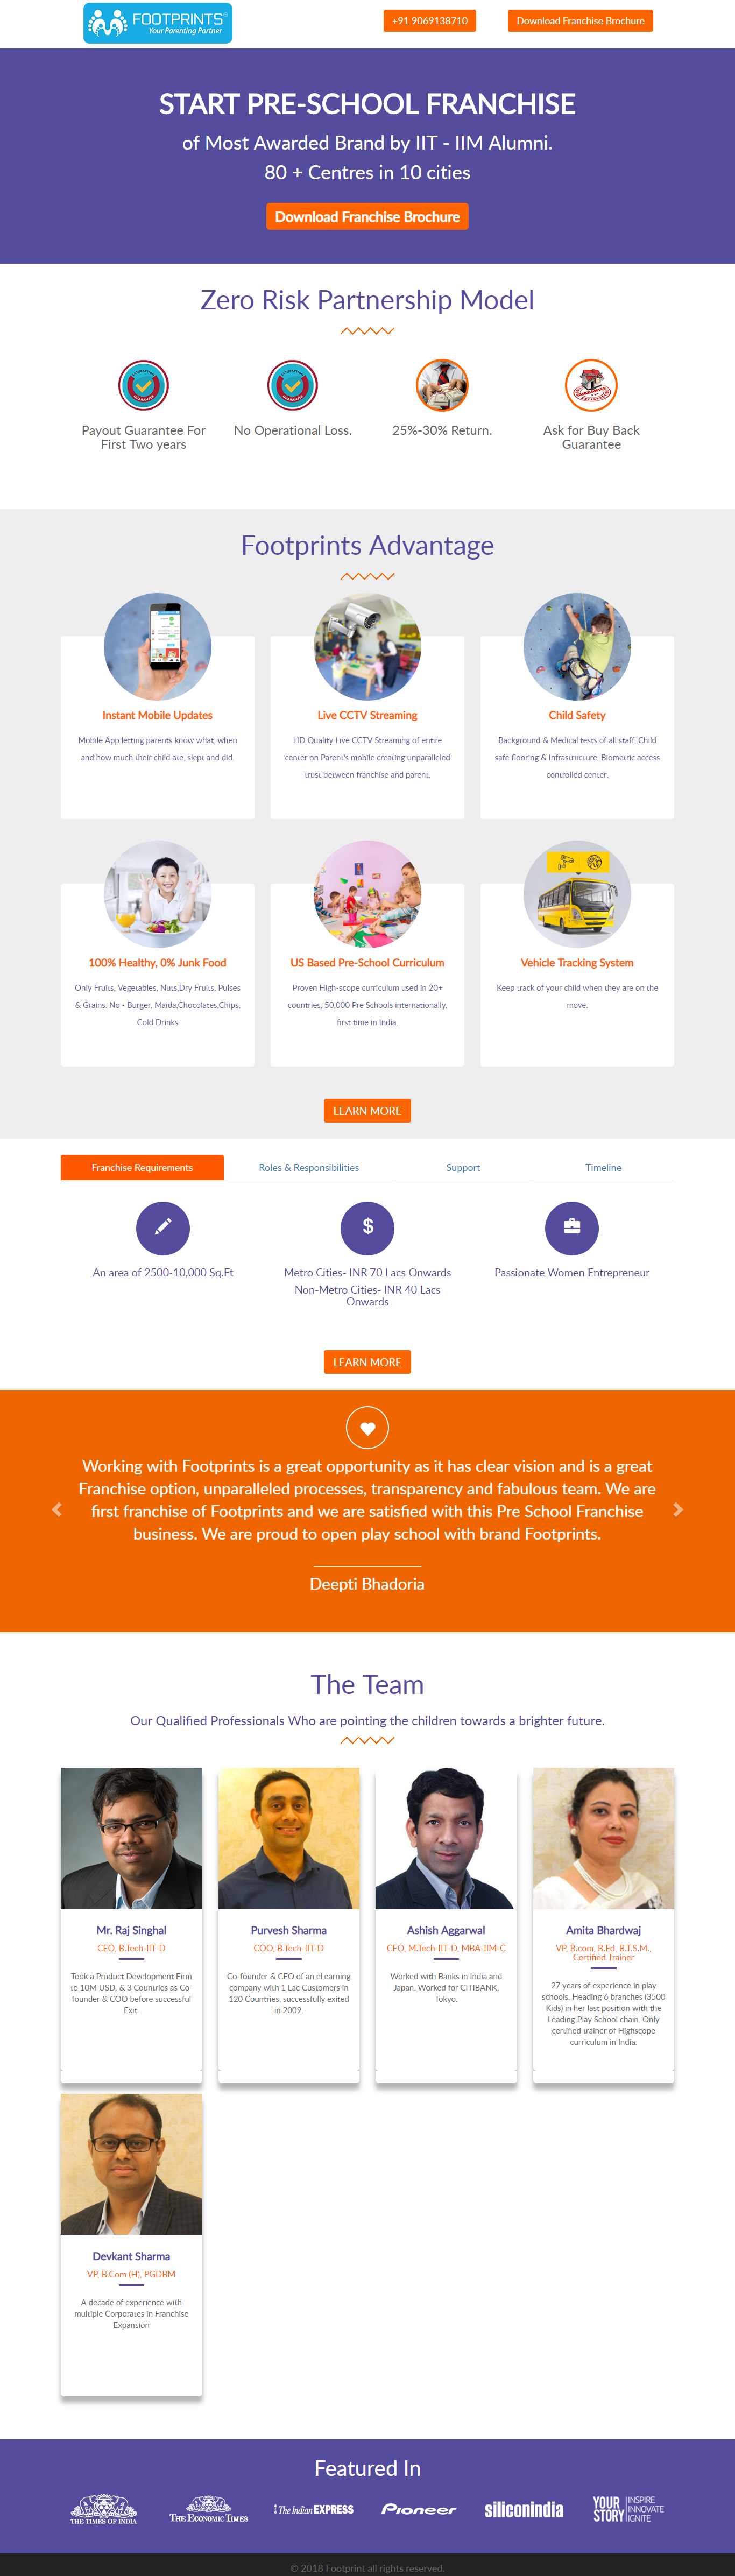 FOOTPRINTS
Your Parenting Partner
+91 9069138710
Download Franchise Brochure
START PRE-SCHOOL FRANCHISE
of Most Awarded Brand by IIT - IIM Alumni.
80 + Centres in 10 cities
Download Franchise Brochure
Zero Risk Partnership Model
Payout Guarantee For
First Two years
No Operational Loss.
25%-30% Return.
Ask for Buy Back
Guarantee
Footprints Advantage
Instant Mobile Updates
Mobile App letting parents know what, when
and how much their child ate, slept and did.
Live CCTV Streaming
HD Quality Live CCTV Streaming of entire
center on Parent's mobile creating unparalleled
trust between franchise and parent.
Child Safety
Background & Medical tests of all staff, Child
safe flooring & Infrastructure, Biometric access
controlled center.
100% Healthy, 0% Junk Food
Only Fruits, Vegetables, Nuts,Dry Fruits, Pulses
& Grains. No - Burger, Maida,Chocolates,Chips,
Cold Drinks
US Based Pre-School Curriculum
Proven High-scope curriculum used in 20+
countries, 50,000 Pre Schools internationally,
first time in India.
Vehicle Tracking System
Keep track of your child when they are on the
move.
LEARN MORE
Franchise Requirements
Roles & Responsibilities
Support
Timeline
An area of 2500-10,000 Sq.Ft
Metro Cities- INR 70 Lacs Onwards
Non-Metro Cities- INR 40 Lacs
Onwards
Passionate Women Entrepreneur
LEARN MORE
Working with Footprints is a great opportunity as it has clear vision and is a great
Franchise option, unparalleled processes, transparency and fabulous team. We are
first franchise of Footprints and we are satisfied with this Pre School Franchise
business. We are proud to open play school with brand Footprints.
Deepti Bhadoria
The Team
Our Qualified Professionals Who are pointing the children towards a brighter future.
Mr. Raj Singhal
CEO, B.Tech-IIT-D
Took a Product Development Firm
to 10M USD, & 3 Countries as Co-
founder & COO before successful
Exit.
Purvesh Sharma
COO, B.Tech-IIT-D
Co-founder & CEO of an eLearning
company with 1 Lac Customers in
120 Countries, successfully exited
in 2009.
Ashish Aggarwal
CFO, M.Tech-IIT-D, MBA-IIM-C
Worked with Banks in India and
Japan. Worked for CITIBANK,
Tokyo.
Amita Bhardwaj
VP, B.com, B.Ed, B.T.S.M.,
Certified Trainer
27 years of experience in play
schools. Heading 6 branches (3500
Kids) in her last position with the
Leading Play School chain. Only
certified trainer of Highscope
curriculum in India.
Devkant Sharma
VP, B.Com (H), PGDBM
A decade of experience with
multiple Corporates in Franchise
Expansion
Featured In
THE TIMES OF INDIA
THE ECONOMIC TIMES
The Indian EXPRESS
Pioneer
siliconindia
YOUR STORY
INSPIRE
INNOVATE
IGNITE
© 2018 Footprint all rights reserved.